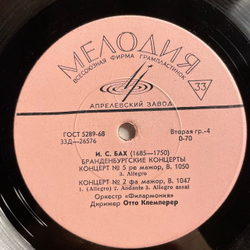 МЕЛОДИЯ
ВСЕСОЮЗНАЯ ФИРМА ГРАМПЛАСТИНОК
33
АПРЕЛЕВСКИЙ ЗАВОД
ГОСТ 5289-68
33Д—26576
Вторая гр.-4
0-70
И. С. БАХ (1685—1750)
БРАНДЕНБУРГСКИЕ КОНЦЕРТЫ
КОНЦЕРТ № 5 ре мажор, В. 1050
3. Allegro
КОНЦЕРТ № 2 фа мажор, В. 1047
1. (Allegro) 2. Andante 3. Allegro assai
Оркестр «Филармония»
Дирижер Отто Клемперер